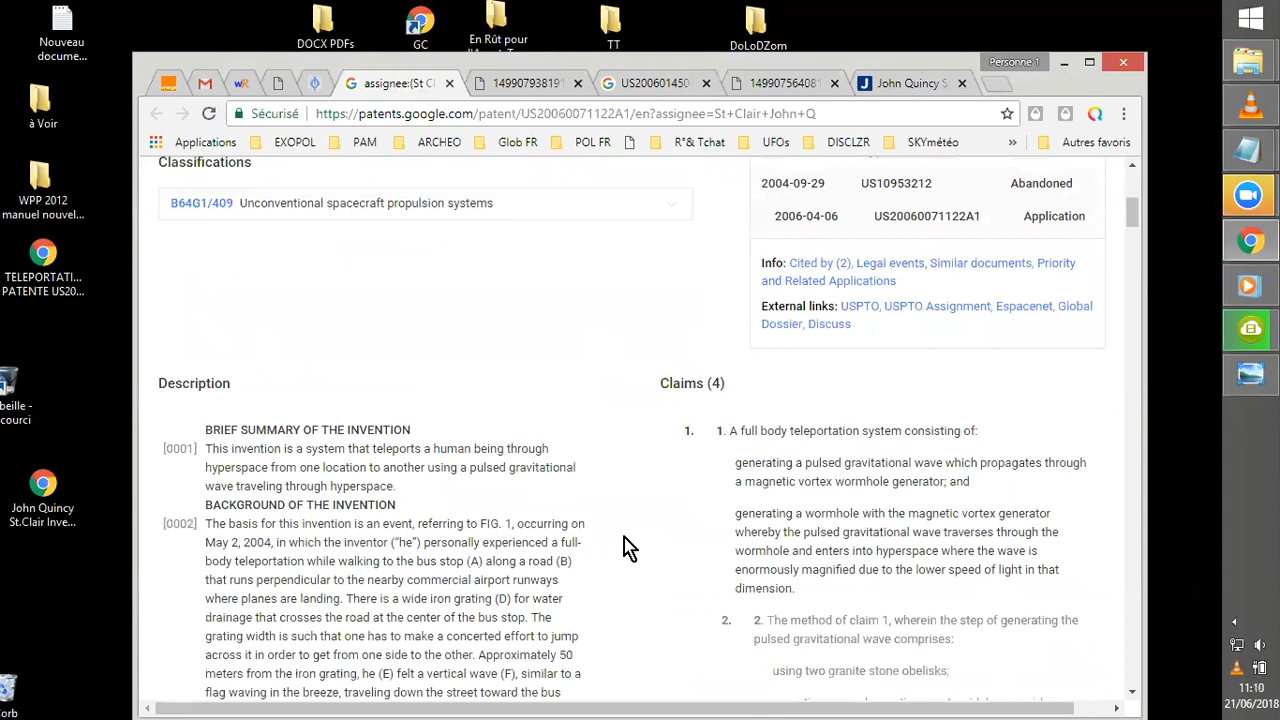 Nouveau
docume...
à Voir
WPP 2012
manuel nouvel...
TELEPORTATI...
PATENTE US20...
beille -
courci
John Quincy
St.Clair Inve...
Corb
DOCX PDFs
GC
En Rût pour
TT
DoLoDZom
Personne 1
assignee:(St Cl
149907593
US200601450
1499075640
John Quincy S
Sécurisé
https://patents.google.com/patent/US20060071122A1/en?assignee=St+Clair+John+Q
Applications
EXOPOL
PAM
ARCHEO
Glob FR
POL FR
R°& Tchat
UFOs
DISCLZR
SKYmétéo
»
Autres favoris
Classifications
B64G1/409 Unconventional spacecraft propulsion systems
2004-09-29 US10953212 Abandoned
2006-04-06 US20060071122A1 Application
Info: Cited by (2), Legal events, Similar documents, Priority
and Related Applications
External links: USPTO, USPTO Assignment, Espacenet, Global
Dossier, Discuss
Description
BRIEF SUMMARY OF THE INVENTION
[0001] This invention is a system that teleports a human being through
hyperspace from one location to another using a pulsed gravitational
wave traveling through hyperspace.
BACKGROUND OF THE INVENTION
[0002] The basis for this invention is an event, referring to FIG. 1, occurring on
May 2, 2004, in which the inventor (“he”) personally experienced a full-
body teleportation while walking to the bus stop (A) along a road (B)
that runs perpendicular to the nearby commercial airport runways
where planes are landing. There is a wide iron grating (D) for water
drainage that crosses the road at the center of the bus stop. The
grating width is such that one has to make a concerted effort to jump
across it in order to get from one side to the other. Approximately 50
meters from the iron grating, he (E) felt a vertical wave (F), similar to a
flag waving in the breeze, traveling down the street toward the bus
Claims (4)
1. 1. A full body teleportation system consisting of:
generating a pulsed gravitational wave which propagates through
a magnetic vortex wormhole generator; and
generating a wormhole with the magnetic vortex generator
whereby the pulsed gravitational wave traverses through the
wormhole and enters into hyperspace where the wave is
enormously magnified due to the lower speed of light in that
dimension.
2. 2. The method of claim 1, wherein the step of generating the
pulsed gravitational wave comprises:
using two granite stone obelisks;
11:10
21/06/2018